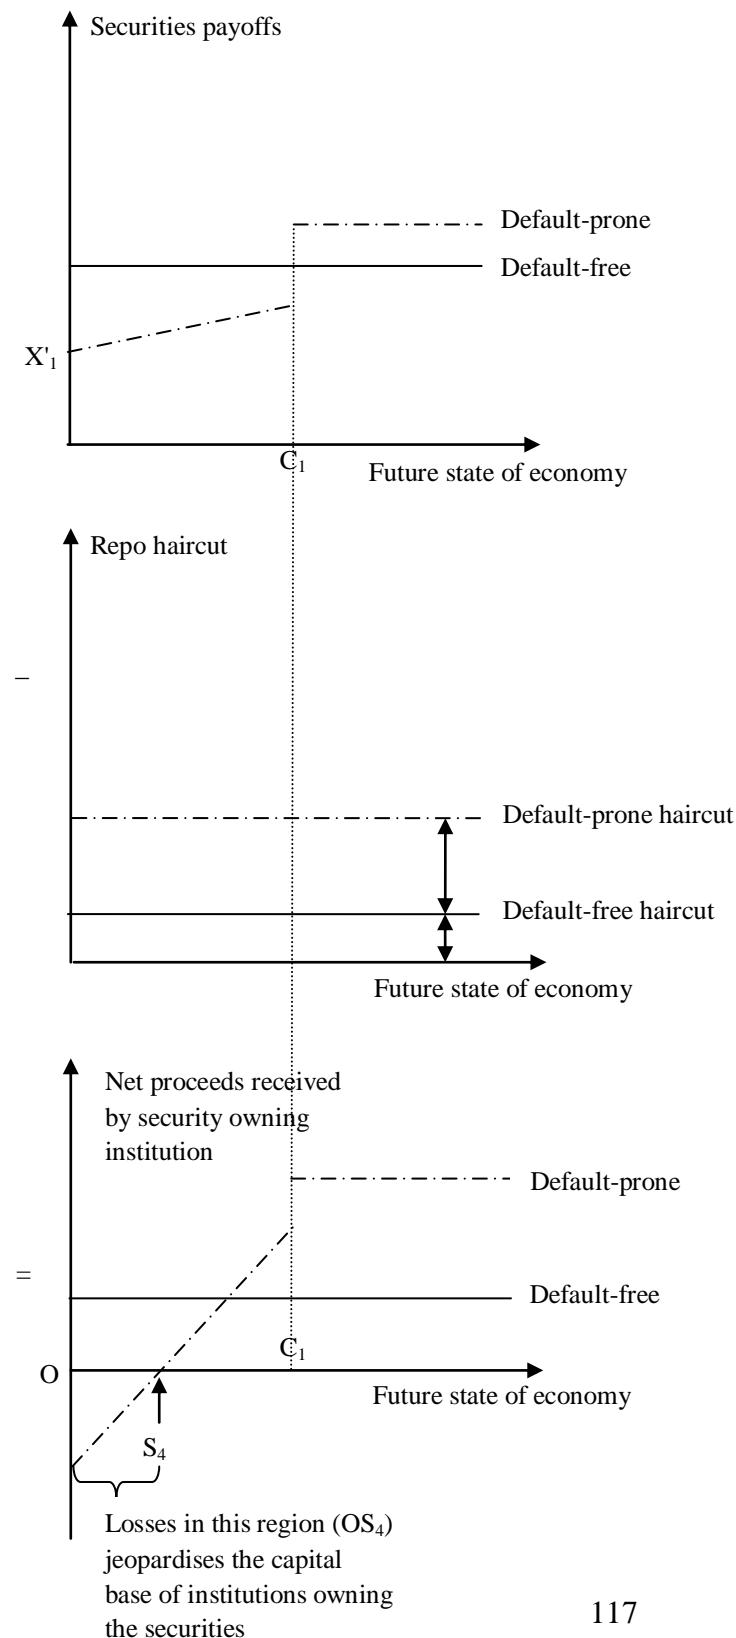 Securities payoffs
Default-prone
Default-free
X'₁
C₁
Future state of economy
Repo haircut
–
Default-prone haircut
Default-free haircut
Future state of economy
Net proceeds received
by security owning
institution
Default-prone
=
Default-free
C₁
O
Future state of economy
S₄
Losses in this region (OS₄)
jeopardises the capital
base of institutions owning
the securities
117